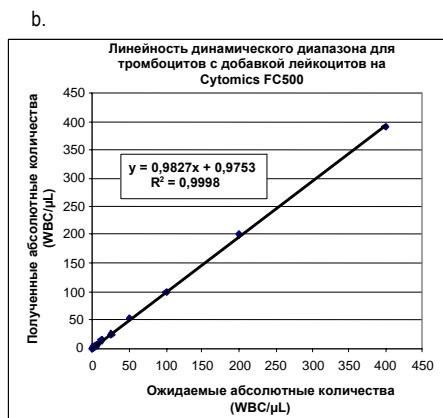 b.
Линейность динамического диапазона для
тромбоцитов с добавкой лейкоцитов на
Cytomics FC500
Полученные абсолютные количества
(WBC/µL)
450
400
350
300
250
200
150
100
50
0
y = 0,9827x + 0,9753
R² = 0,9998
0 50 100 150 200 250 300 350 400 450
Ожидаемые абсолютные количества
(WBC/µL)